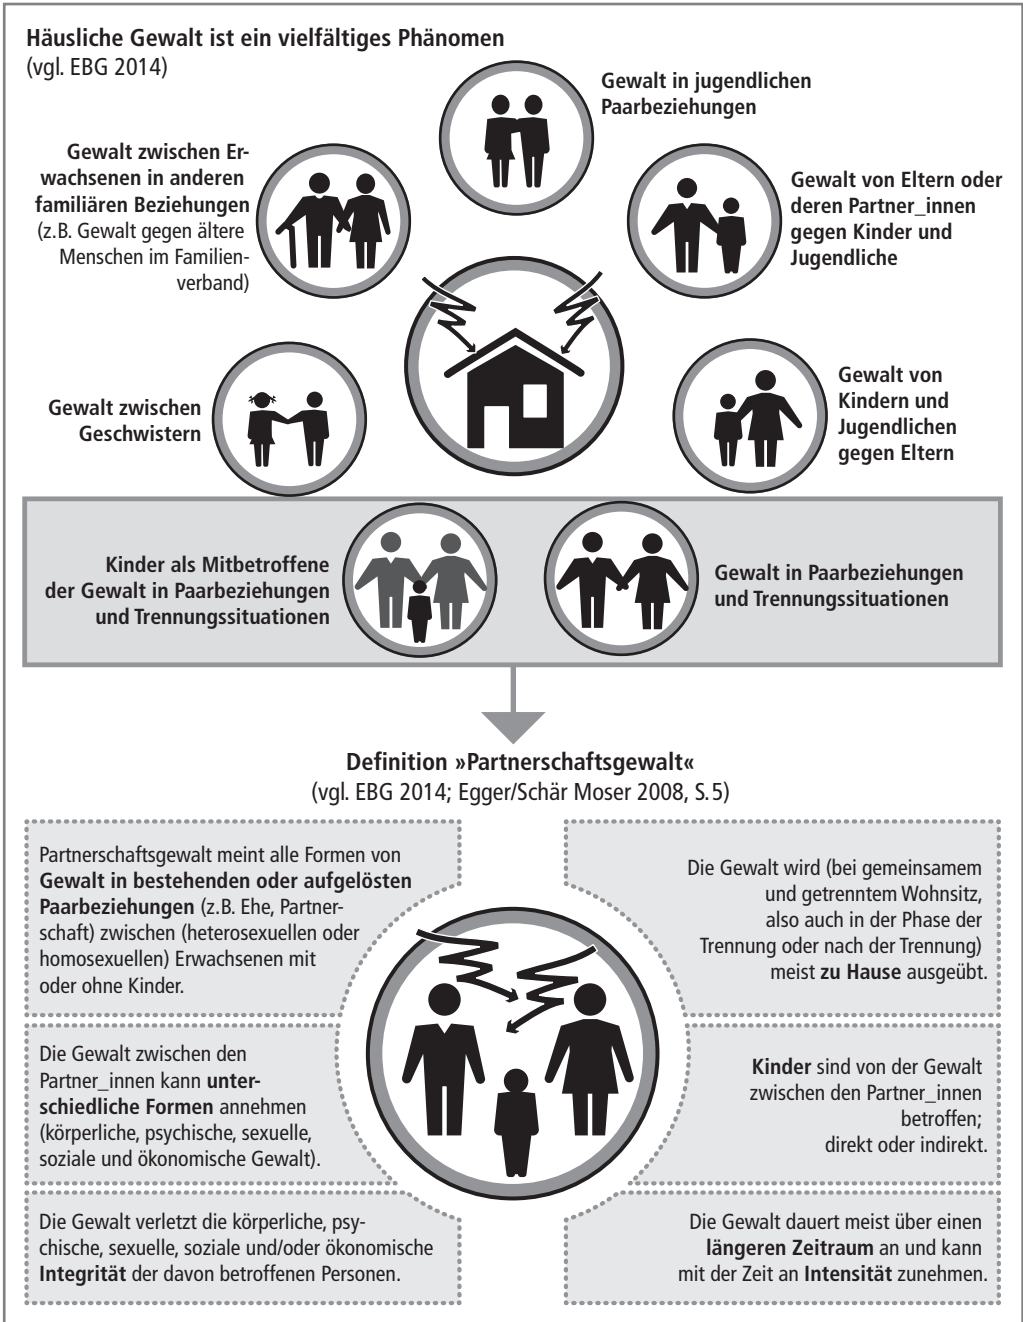 Häusliche Gewalt ist ein vielfältiges Phänomen
(vgl. EBG 2014)
Gewalt in jugendlichen
Paarbeziehungen
Gewalt zwischen Er-
wachsenen in anderen
familiären Beziehungen
(z.B. Gewalt gegen ältere
Menschen im Familien-
verband)
Gewalt von Eltern oder
deren Partner_innen
gegen Kinder und
Jugendliche
Gewalt zwischen
Geschwistern
Gewalt von
Kindern und
Jugendlichen
gegen Eltern
Kinder als Mitbetroffene
der Gewalt in Paarbeziehungen
und Trennungssituationen
Gewalt in Paarbeziehungen
und Trennungssituationen
Definition »Partnerschaftsgewalt«
(vgl. EBG 2014; Egger/Schär Moser 2008, S.5)
Partnerschaftsgewalt meint alle Formen von
Gewalt in bestehenden oder aufgelösten
Paarbeziehungen (z.B. Ehe, Partner-
schaft) zwischen (heterosexuellen oder
homosexuellen) Erwachsenen mit
oder ohne Kinder.
Die Gewalt wird (bei gemeinsamem
und getrenntem Wohnsitz,
also auch in der Phase der
Trennung oder nach der Trennung)
meist zu Hause ausgeübt.
Die Gewalt zwischen den
Partner_innen kann unter-
schiedliche Formen annehmen
(körperliche, psychische, sexuelle,
soziale und ökonomische Gewalt).
Kinder sind von der Gewalt
zwischen den Partner_innen
betroffen;
direkt oder indirekt.
Die Gewalt verletzt die körperliche, psy-
chische, sexuelle, soziale und/oder ökonomische
Integrität der davon betroffenen Personen.
Die Gewalt dauert meist über einen
längeren Zeitraum an und kann
mit der Zeit an Intensität zunehmen.